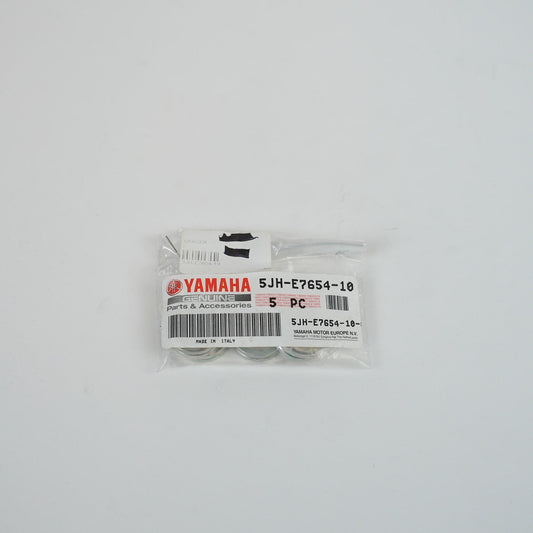 YAMAHA
GENUINE
Parts & Accessories
5JH-E7654-10
5 PC
5JH-E7654-10-
YAMAHA MOTOR EUROPE N.V.
MADE IN ITALY